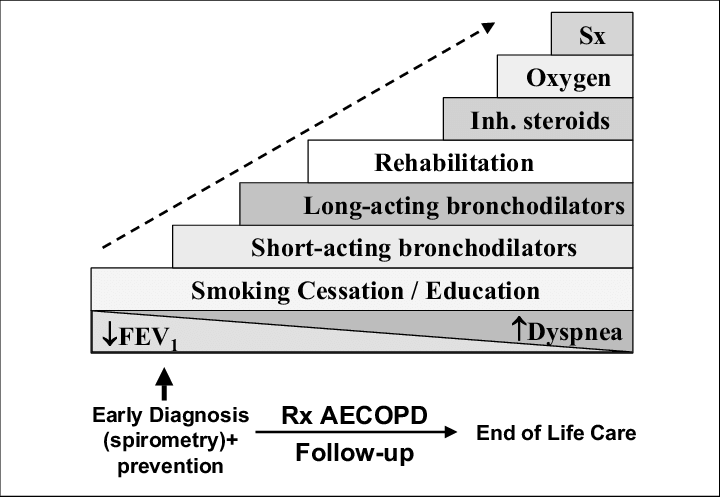 Sx
Oxygen
Inh. steroids
Rehabilitation
Long-acting bronchodilators
Short-acting bronchodilators
Smoking Cessation / Education
↓FEV₁
↑Dyspnea
Early Diagnosis
(spirometry)+
prevention
Rx AECOPD
Follow-up
End of Life Care